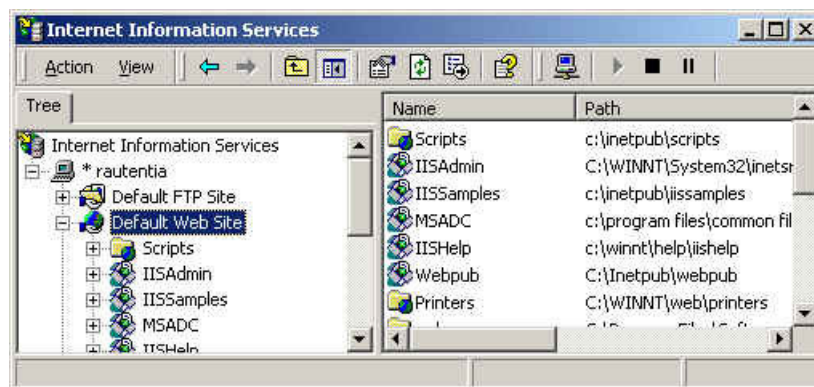 Internet Information Services
Action View
Tree
Internet Information Services
* rautentia
Default FTP Site
Default Web Site
Scripts
IISAdmin
IISSamples
MSADC
IISHelp
Name Path
Scripts c:\inetpub\scripts
IISAdmin C:\WINNT\System32\inetsr
IISSamples c:\inetpub\iissamples
MSADC c:\program files\common fil
IISHelp c:\winnt\help\iishelp
Webpub C:\Inetpub\webpub
Printers C:\WINNT\web\printers